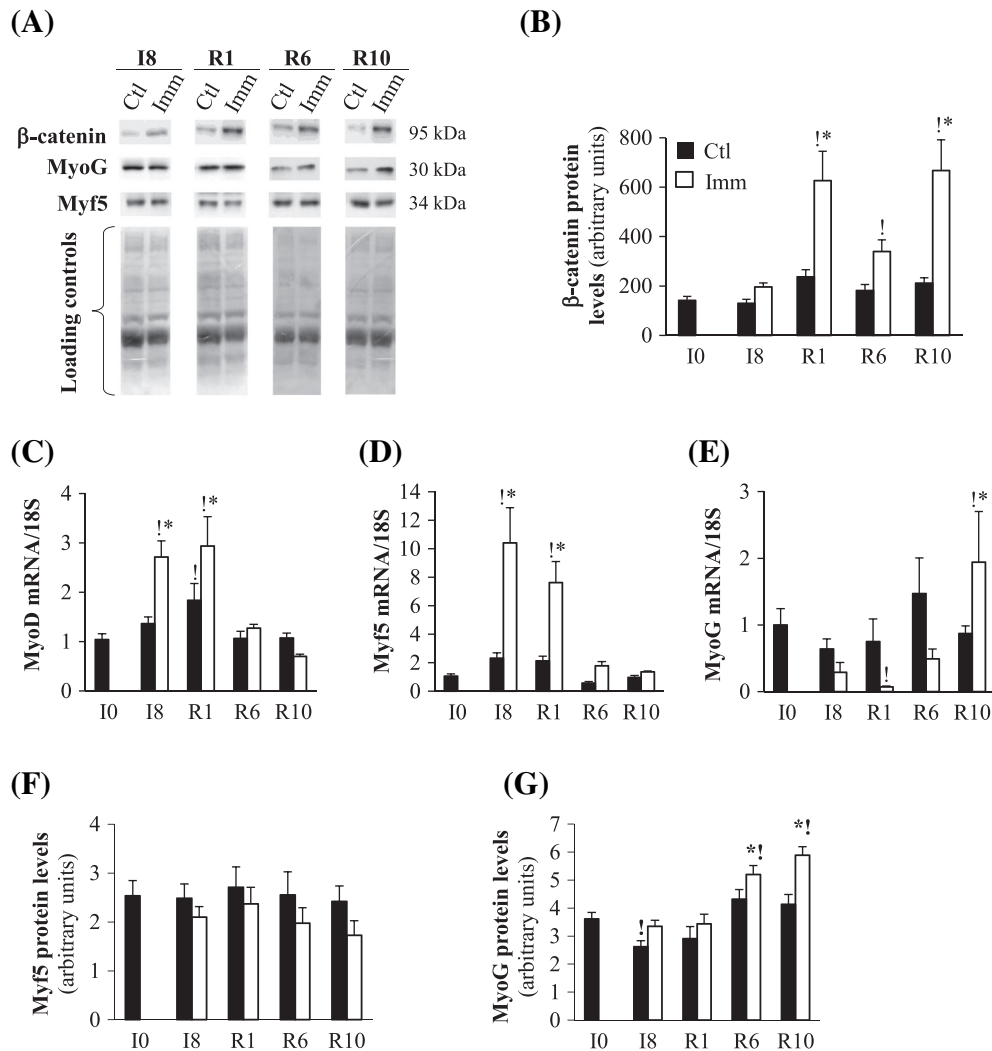 (A)
I8 R1 R6 R10
Ctl Imm Ctl Imm Ctl Imm Ctl Imm
β-catenin 95 kDa
MyoG 30 kDa
Myf5 34 kDa
Loading controls
(B)
β-catenin protein
levels (arbitrary units)
800
600
400
200
0
Ctl
Imm
!*
!
!*
I0 I8 R1 R6 R10
(C)
MyoD mRNA/18S
4
3
2
1
0
!*
!
!*
I0 I8 R1 R6 R10
(D)
Myf5 mRNA/18S
14
12
10
8
6
4
2
0
!*
!*
I0 I8 R1 R6 R10
(E)
MyoG mRNA/18S
3
2
1
0
!
!*
I0 I8 R1 R6 R10
(F)
Myf5 protein levels
(arbitrary units)
4
3
2
1
0
I0 I8 R1 R6 R10
(G)
MyoG protein levels
(arbitrary units)
7
6
5
4
3
2
1
0
!
*!
*!
I0 I8 R1 R6 R10